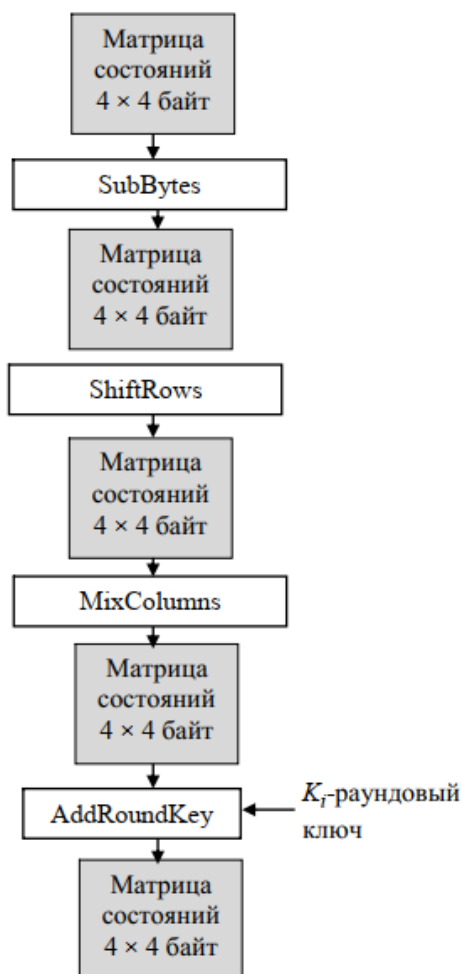 Матрица
состояний
4 × 4 байт
SubBytes
Матрица
состояний
4 × 4 байт
ShiftRows
Матрица
состояний
4 × 4 байт
MixColumns
Матрица
состояний
4 × 4 байт
AddRoundKey
Ki-раундовый
ключ
Матрица
состояний
4 × 4 байт